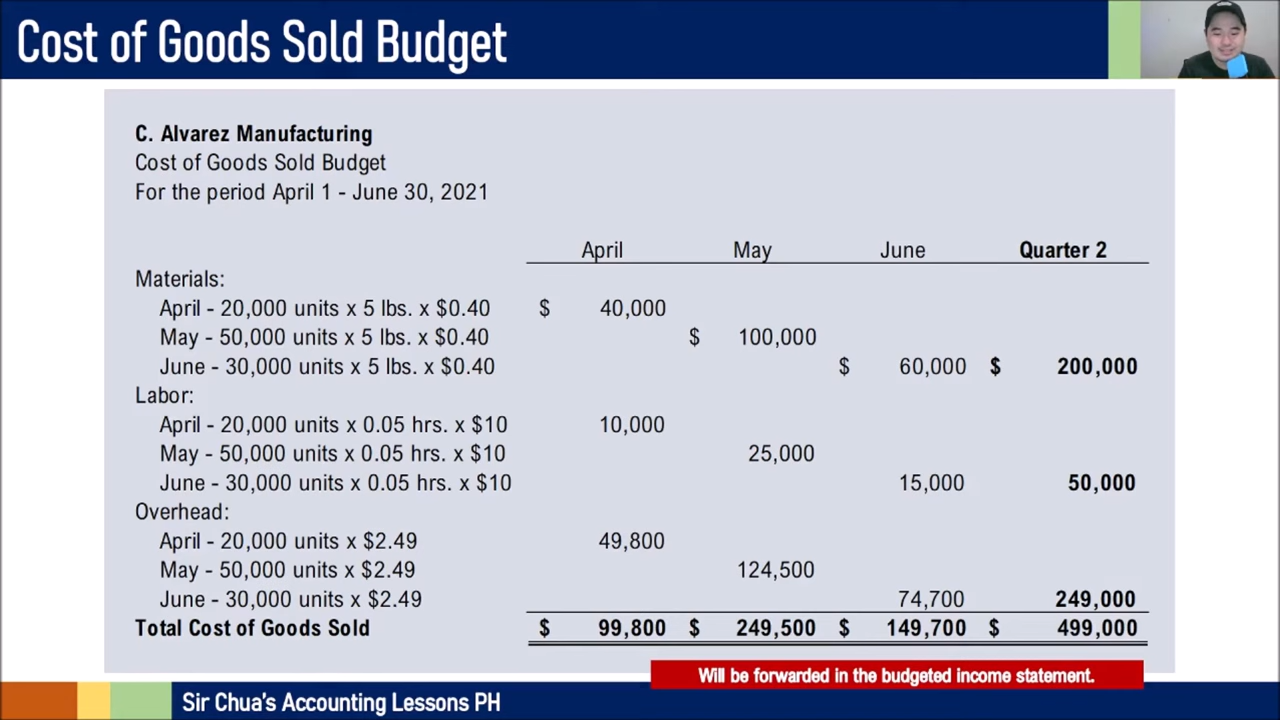 Cost of Goods Sold Budget
C. Alvarez Manufacturing
Cost of Goods Sold Budget
For the period April 1 - June 30, 2021
April May June Quarter 2
Materials:
April - 20,000 units x 5 lbs. x $0.40 $ 40,000
May - 50,000 units x 5 lbs. x $0.40 $ 100,000
June - 30,000 units x 5 lbs. x $0.40 $ 60,000 $ 200,000
Labor:
April - 20,000 units x 0.05 hrs. x $10 10,000
May - 50,000 units x 0.05 hrs. x $10 25,000
June - 30,000 units x 0.05 hrs. x $10 15,000 50,000
Overhead:
April - 20,000 units x $2.49 49,800
May - 50,000 units x $2.49 124,500
June - 30,000 units x $2.49 74,700 249,000
Total Cost of Goods Sold $ 99,800 $ 249,500 $ 149,700 $ 499,000
Will be forwarded in the budgeted income statement.
Sir Chua's Accounting Lessons PH